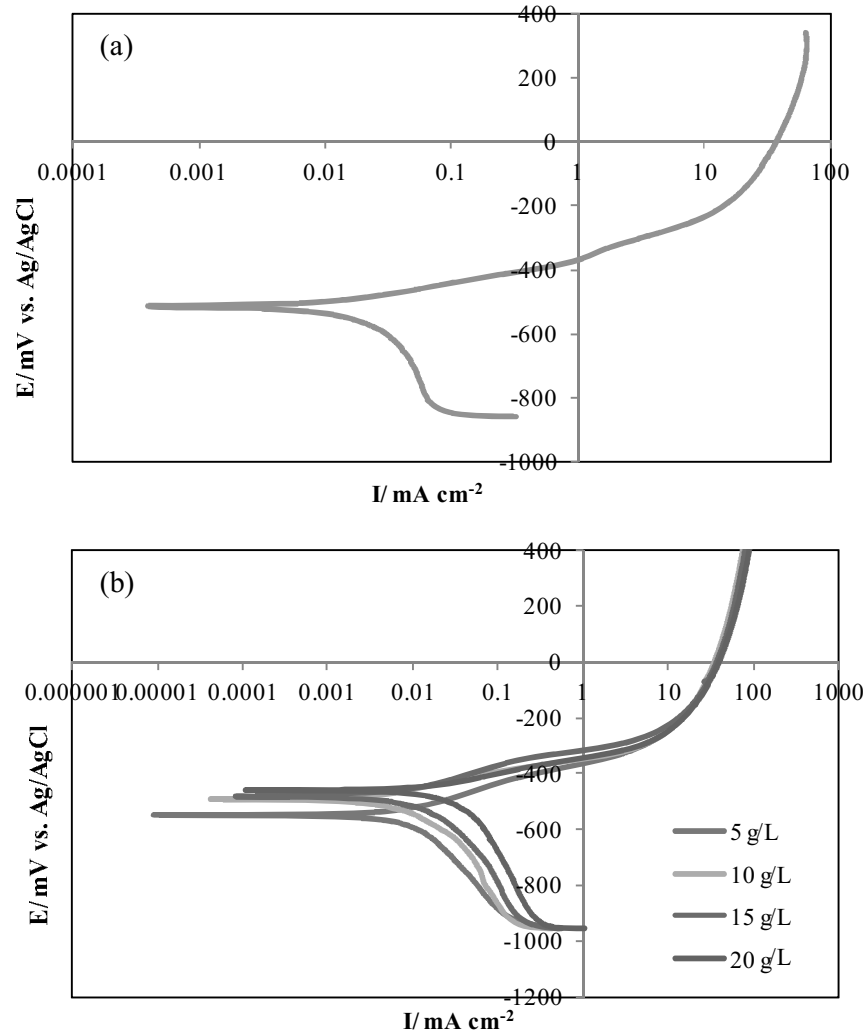 (a)
400
200
0
0.0001 0.001 0.01 0.1 1 10 100
-200
-400
-600
-800
-1000
E/mV vs. Ag/AgCl
I/ mA cm-2
(b)
400
200
0
0.000001 0.00001 0.0001 0.001 0.01 0.1 1 10 100 1000
-200
-400
-600
-800
-1000
-1200
E/mV vs. Ag/AgCl
5 g/L
10 g/L
15 g/L
20 g/L
I/ mA cm-2